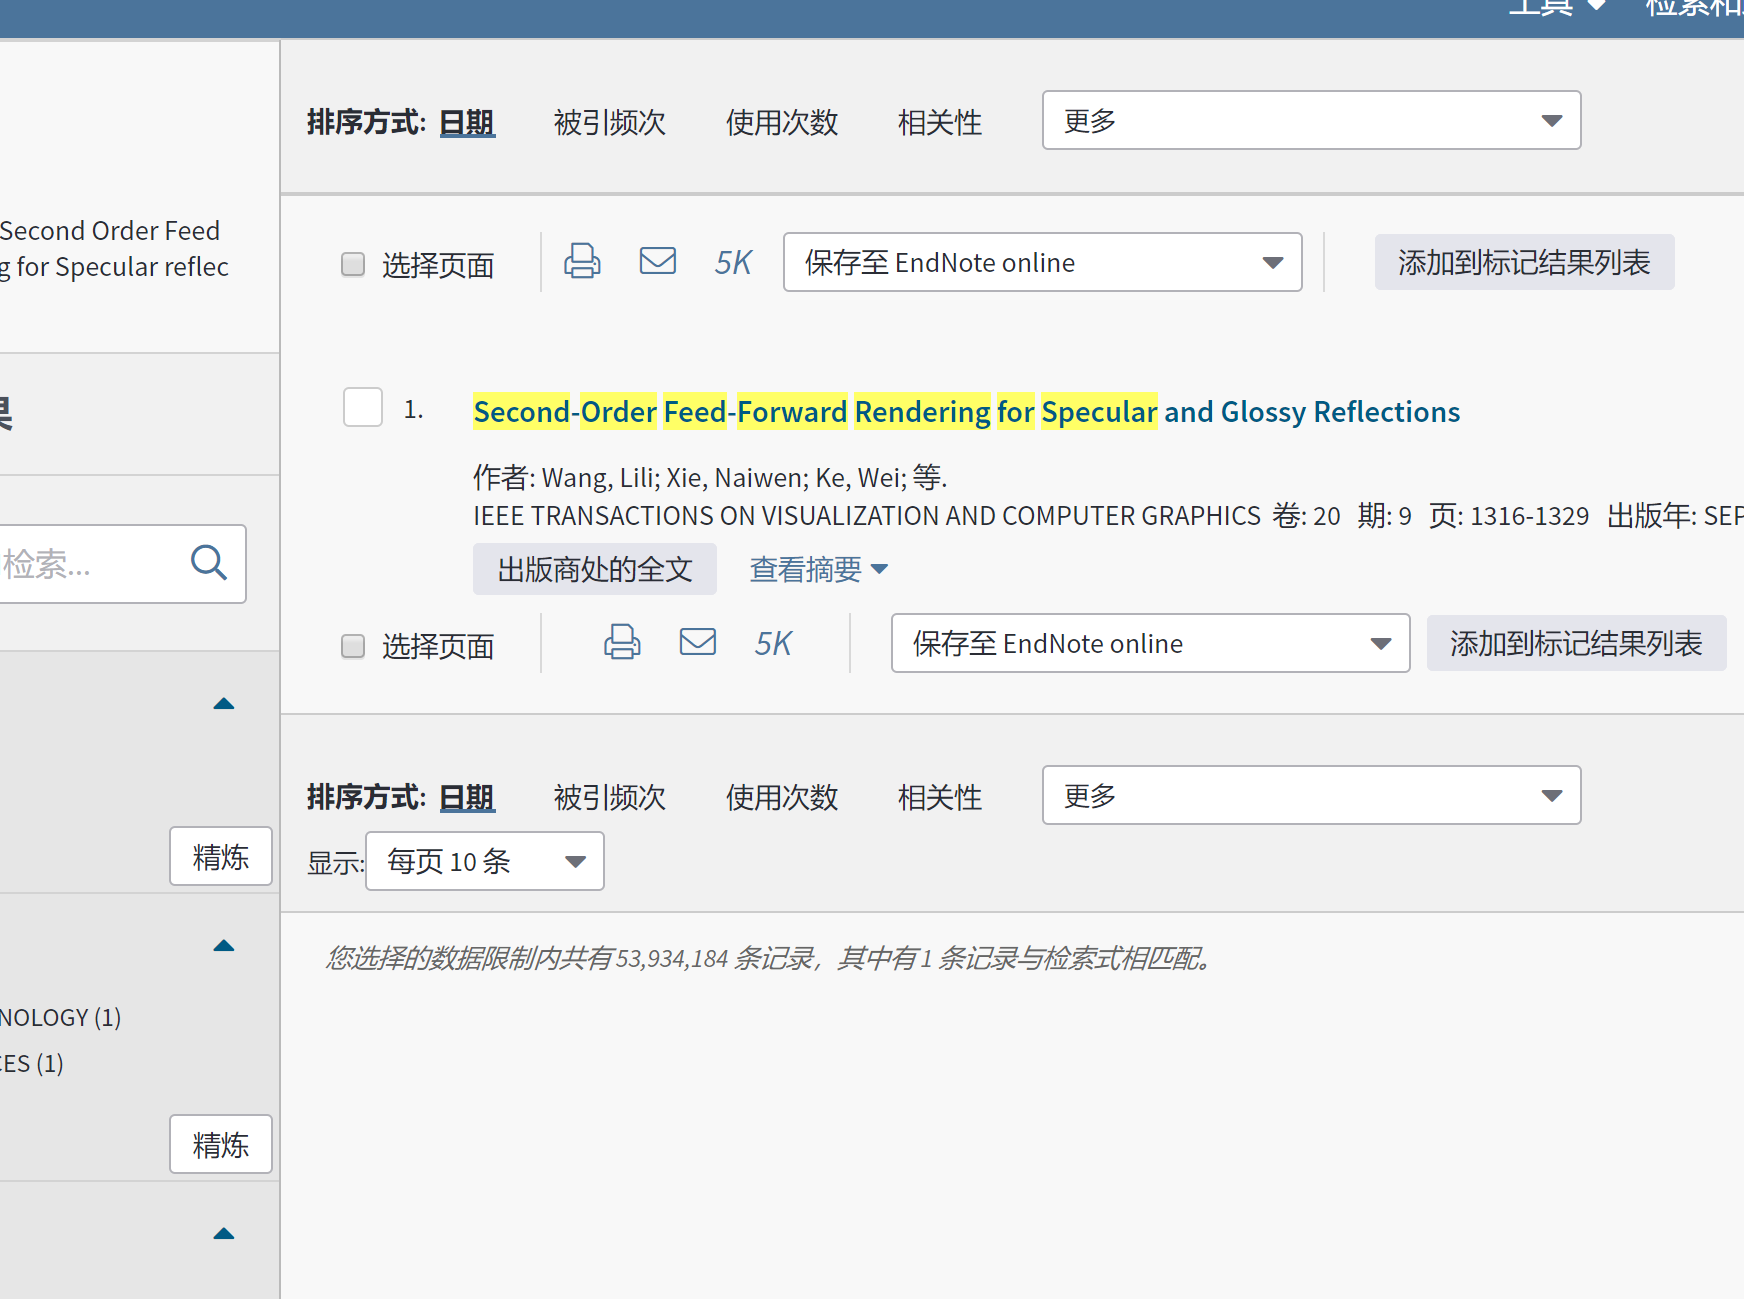 工具 检索和
Second Order Feed
g for Specular reflec
果
检索...
精炼
NOLOGY (1)
CES (1)
精炼
排序方式: 日期 被引频次 使用次数 相关性 更多
选择页面 5K 保存至 EndNote online 添加到标记结果列表
1. Second-Order Feed-Forward Rendering for Specular and Glossy Reflections
作者: Wang, Lili; Xie, Naiwen; Ke, Wei; 等.
IEEE TRANSACTIONS ON VISUALIZATION AND COMPUTER GRAPHICS 卷: 20 期: 9 页: 1316-1329 出版年: SEP
出版商处的全文 查看摘要
选择页面 5K 保存至 EndNote online 添加到标记结果列表
排序方式: 日期 被引频次 使用次数 相关性 更多
显示: 每页 10 条
您选择的数据限制内共有 53,934,184 条记录，其中有 1 条记录与检索式相匹配。